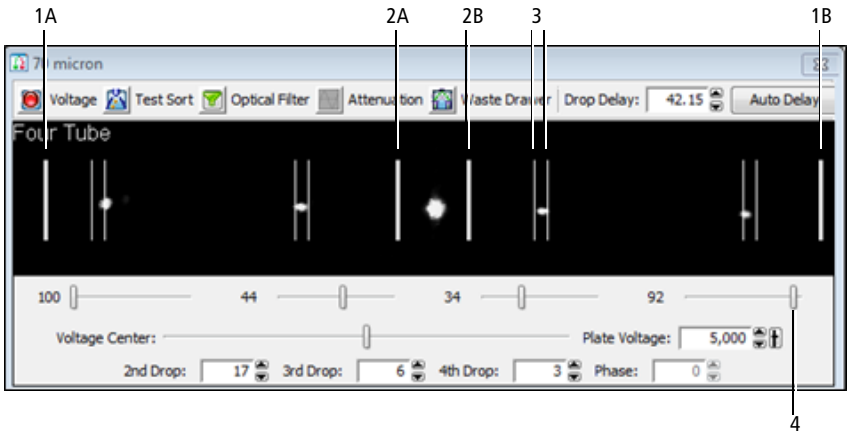 1A 2A 2B 3 1B
70 micron
Voltage Test Sort Optical Filter Attenuation Waste Drawer Drop Delay: 42.15 Auto Delay
Four Tube
100 44 34 92
Voltage Center: Plate Voltage: 5,000
2nd Drop: 17 3rd Drop: 6 4th Drop: 3 Phase: 0
4